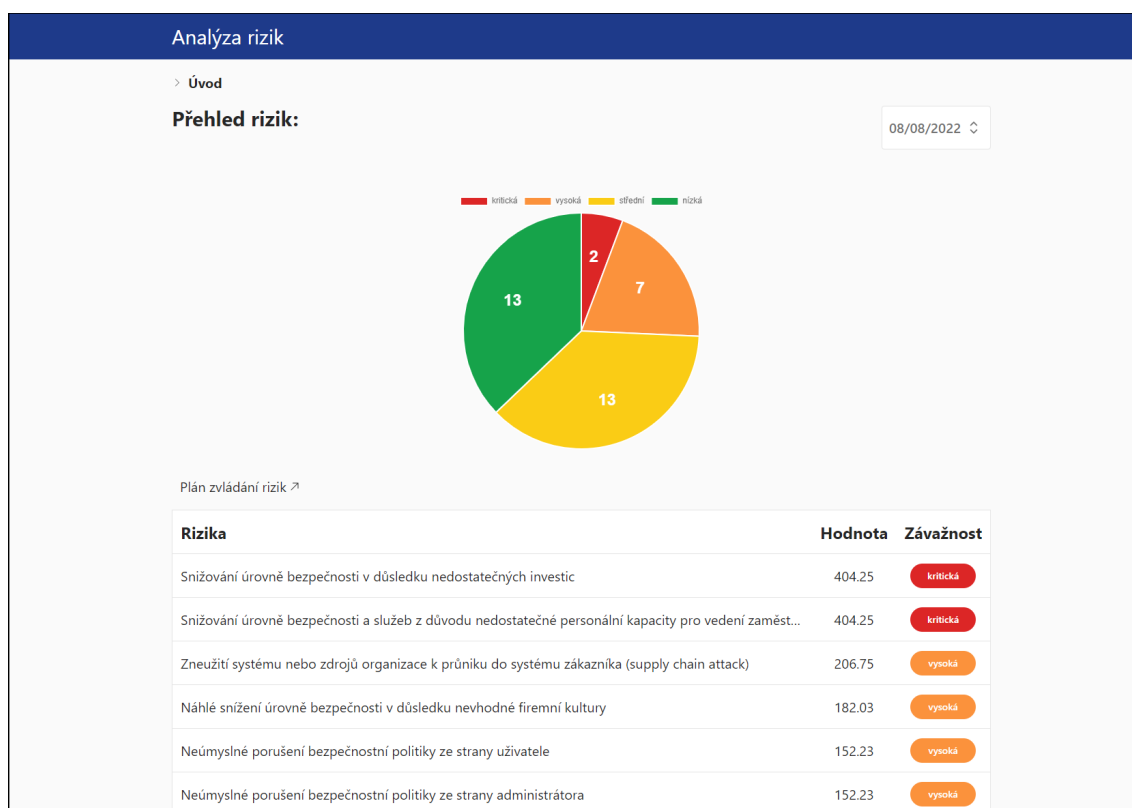 Analýza rizik
> Úvod
Přehled rizik:
08/08/2022
kritická vysoká střední nízká
2
7
13
13
Plán zvládání rizik ↗
Rizika Hodnota Závažnost
Snižování úrovně bezpečnosti v důsledku nedostatečných investic 404.25 kritická
Snižování úrovně bezpečnosti a služeb z důvodu nedostatečné personální kapacity pro vedení zaměst... 404.25 kritická
Zneužití systému nebo zdrojů organizace k průniku do systému zákazníka (supply chain attack) 206.75 vysoká
Náhlé snížení úrovně bezpečnosti v důsledku nevhodné firemní kultury 182.03 vysoká
Neúmyslné porušení bezpečnostní politiky ze strany uživatele 152.23 vysoká
Neúmyslné porušení bezpečnostní politiky ze strany administrátora 152.23 vysoká